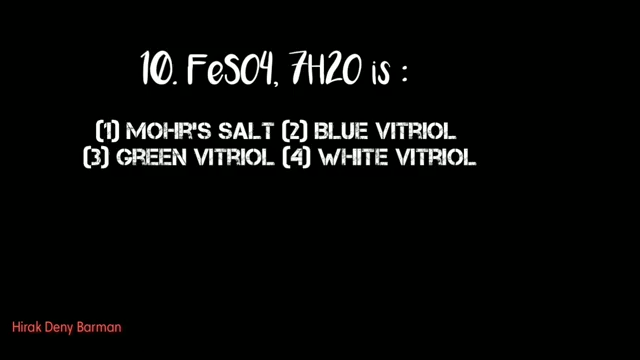 10. FeSO4, 7H2O is :
(1) MOHR'S SALT (2) BLUE VITRIOL
(3) GREEN VITRIOL (4) WHITE VITRIOL
Hirak Deny Barman